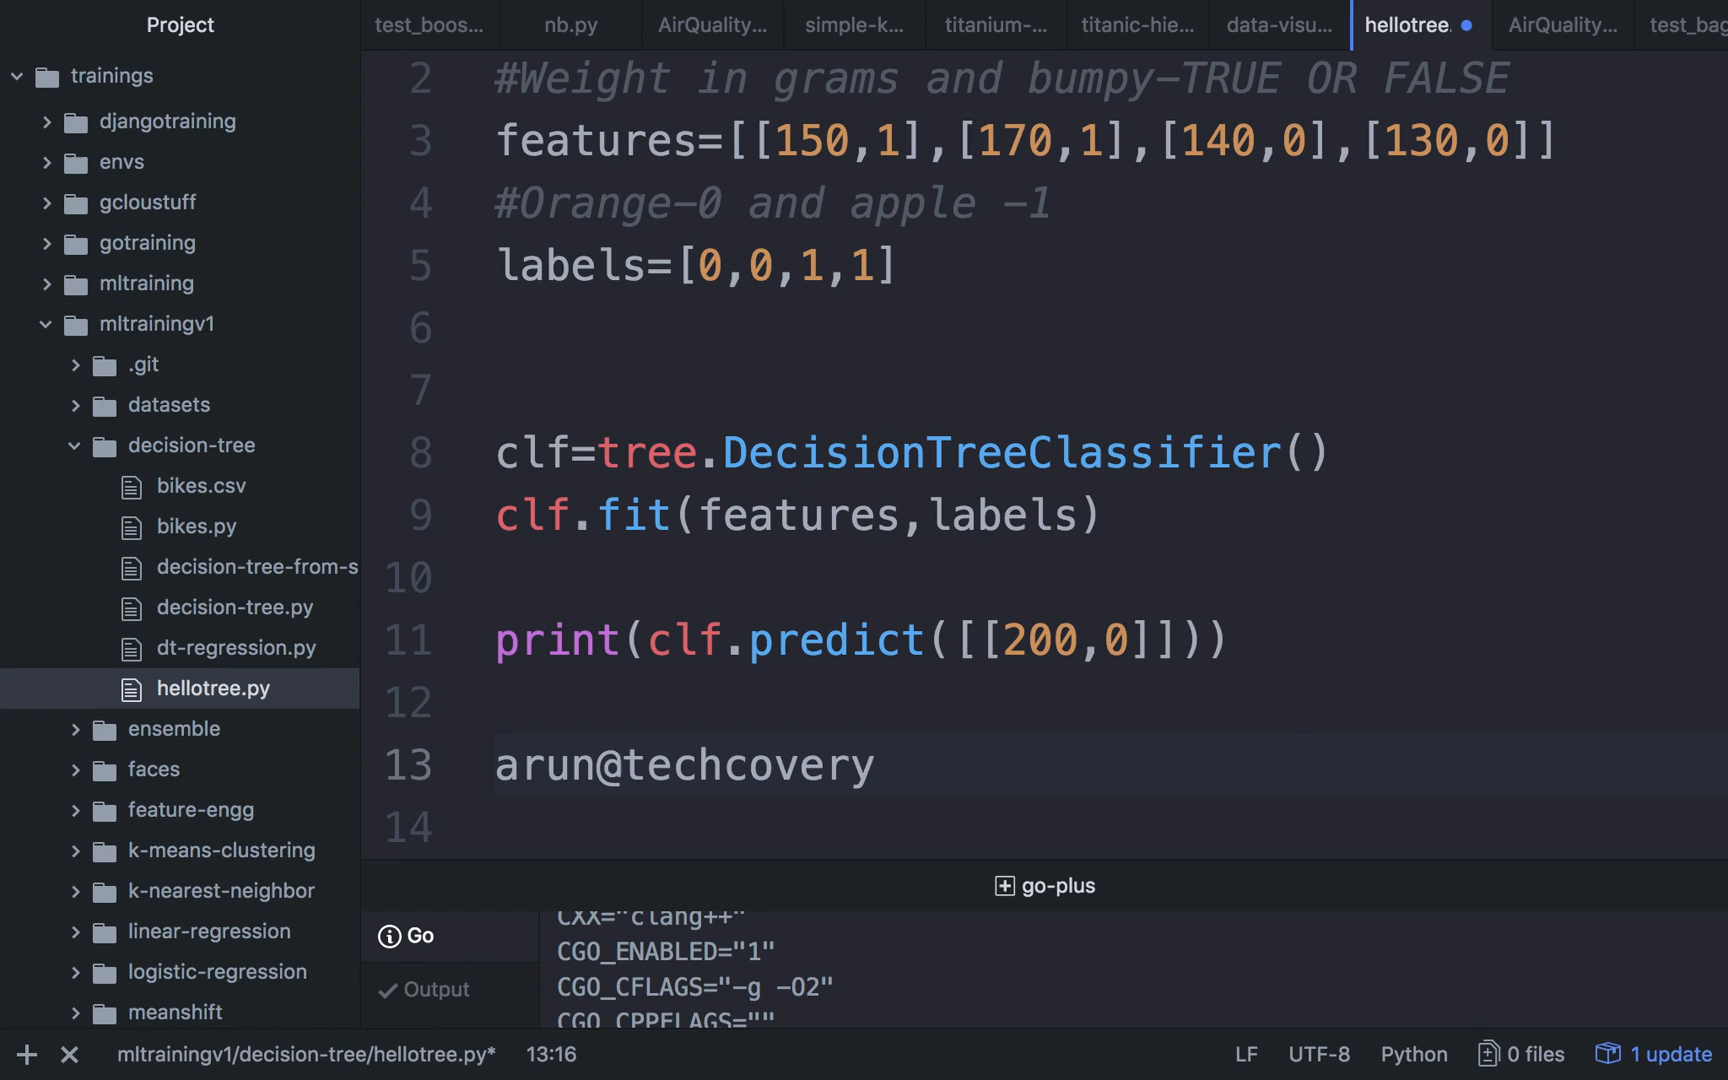 Project
test_boos...
nb.py
AirQuality...
simple-k...
titanium-...
titanic-hie...
data-visu...
hellotree.
AirQuality...
test_bag
trainings
djangotraining
envs
gcloustuff
gotraining
mltraining
mltrainingv1
.git
datasets
decision-tree
bikes.csv
bikes.py
decision-tree-from-s
decision-tree.py
dt-regression.py
hellotree.py
ensemble
faces
feature-engg
k-means-clustering
k-nearest-neighbor
linear-regression
logistic-regression
meanshift
2 #Weight in grams and bumpy-TRUE OR FALSE
3 features=[[150,1],[170,1],[140,0],[130,0]]
4 #Orange-0 and apple -1
5 labels=[0,0,1,1]
6
7
8 clf=tree.DecisionTreeClassifier()
9 clf.fit(features,labels)
10
11 print(clf.predict([[200,0]]))
12
13 arun@techcovery
14
go-plus
Go
Output
CXX="clang++"
CGO_ENABLED="1"
CGO_CFLAGS="-g -O2"
CGO_CPPFLAGS=""
mltrainingv1/decision-tree/hellotree.py* 13:16
LF UTF-8 Python 0 files 1 update